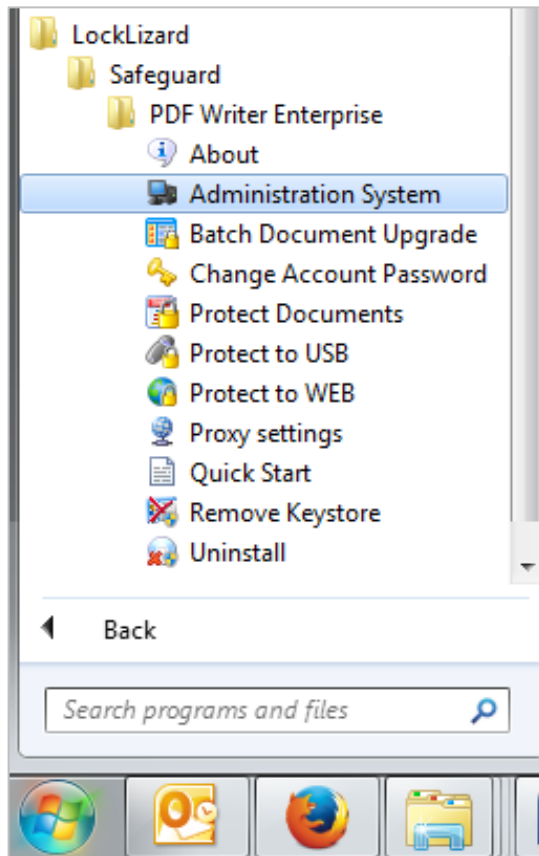 LockLizard
Safeguard
PDF Writer Enterprise
About
Administration System
Batch Document Upgrade
Change Account Password
Protect Documents
Protect to USB
Protect to WEB
Proxy settings
Quick Start
Remove Keystore
Uninstall
Back
Search programs and files